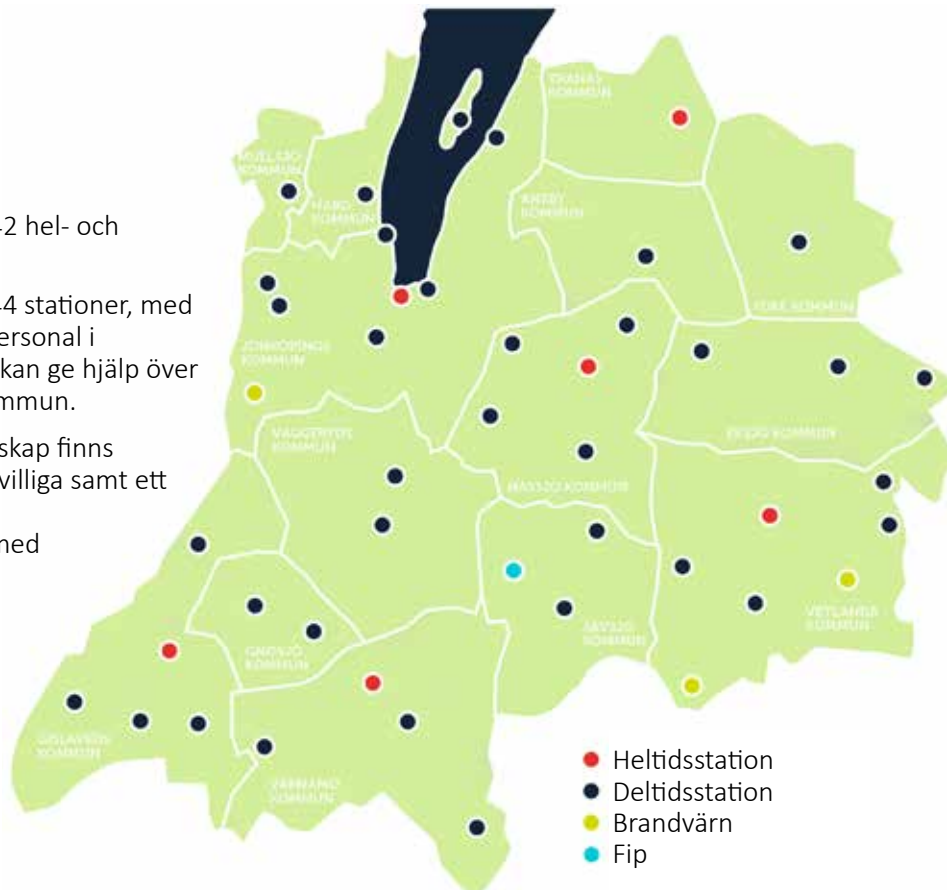 42 hel- och
44 stationer, med
ersonal i
kan ge hjälp över
mmun.
skap finns
villiga samt ett
med
TRANÅS
KOMMUN
MULLSJÖ
KOMMUN
HABO
KOMMUN
ANEBY
KOMMUN
YDRE KOMMUN
JÖNKÖPINGS
KOMMUN
VAGGERYDS
KOMMUN
EKSJÖ KOMMUN
NÄSSJÖ KOMMUN
VETLANDA
KOMMUN
SÄVSJÖ
KOMMUN
GNOSJÖ
KOMMUN
GISLAVEDS
KOMMUN
VÄRNAMO
KOMMUN
Heltidsstation
Deltidsstation
Brandvärn
Fip